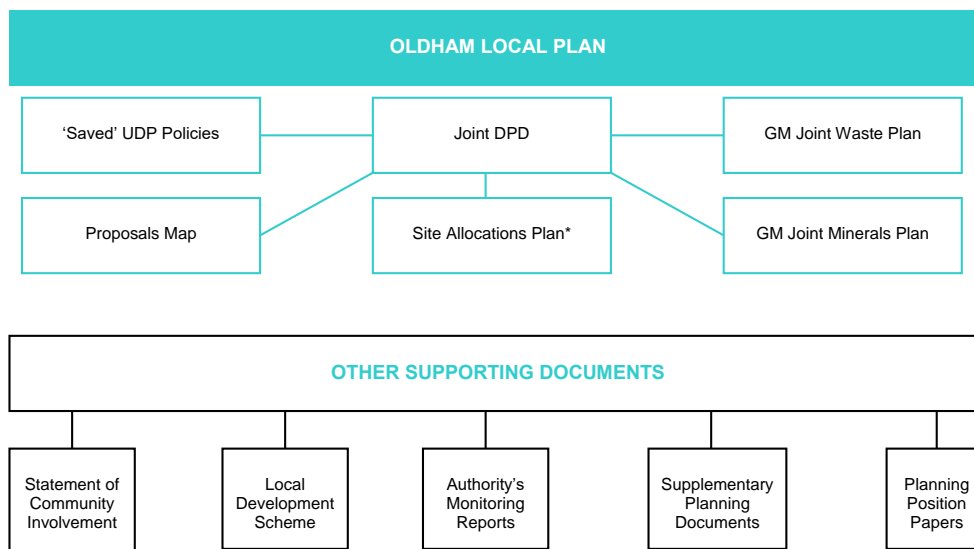 OLDHAM LOCAL PLAN
‘Saved’ UDP Policies
Joint DPD
GM Joint Waste Plan
Proposals Map
Site Allocations Plan*
GM Joint Minerals Plan
OTHER SUPPORTING DOCUMENTS
Statement of
Community
Involvement
Local
Development
Scheme
Authority’s
Monitoring
Reports
Supplementary
Planning
Documents
Planning
Position
Papers